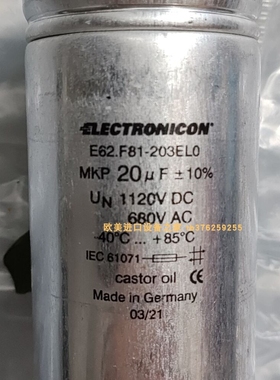 ELECTRONICON®
E62.F81-203EL0
MKP 20µF ±10%
UN 1120V DC
680V AC
-40°C ... +85°C
IEC 61071
castor oil CE
Made in Germany
03/21